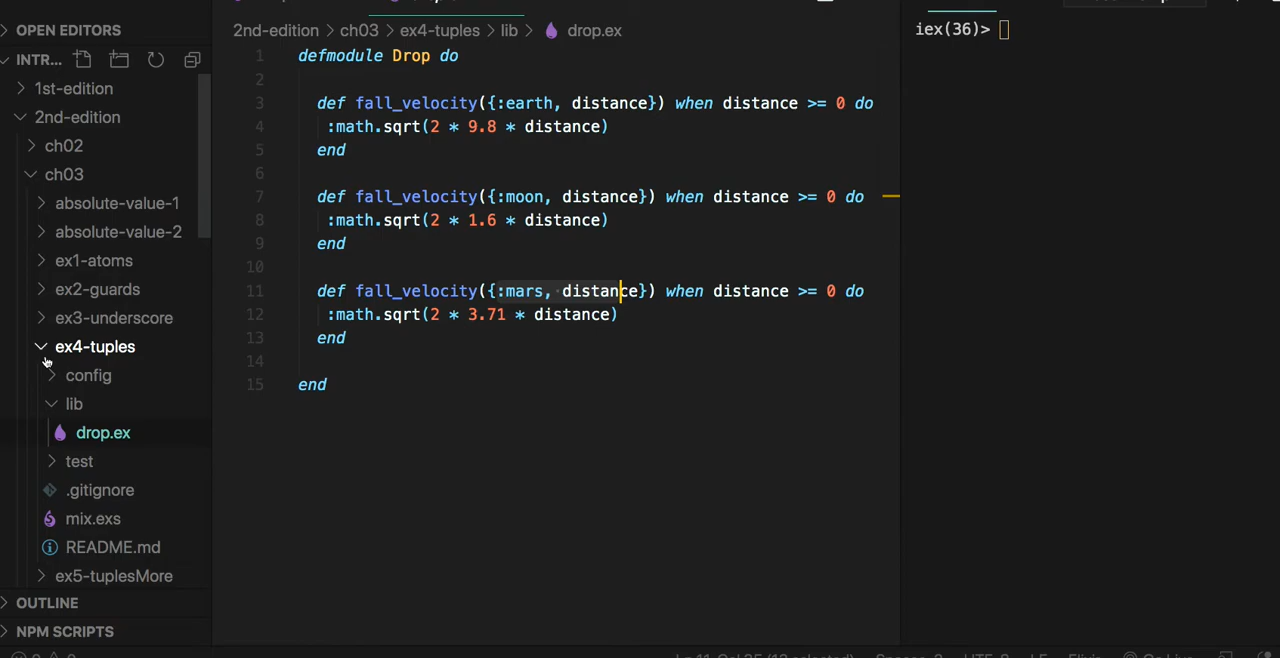 OPEN EDITORS
INTR...
1st-edition
2nd-edition
ch02
ch03
absolute-value-1
absolute-value-2
ex1-atoms
ex2-guards
ex3-underscore
ex4-tuples
config
lib
drop.ex
test
.gitignore
mix.exs
README.md
ex5-tuplesMore
OUTLINE
NPM SCRIPTS
2nd-edition > ch03 > ex4-tuples > lib > drop.ex
1 defmodule Drop do
2
3 def fall_velocity({:earth, distance}) when distance >= 0 do
4 :math.sqrt(2 * 9.8 * distance)
5 end
6
7 def fall_velocity({:moon, distance}) when distance >= 0 do
8 :math.sqrt(2 * 1.6 * distance)
9 end
10
11 def fall_velocity({:mars, distance}) when distance >= 0 do
12 :math.sqrt(2 * 3.71 * distance)
13 end
14
15 end
iex(36)>